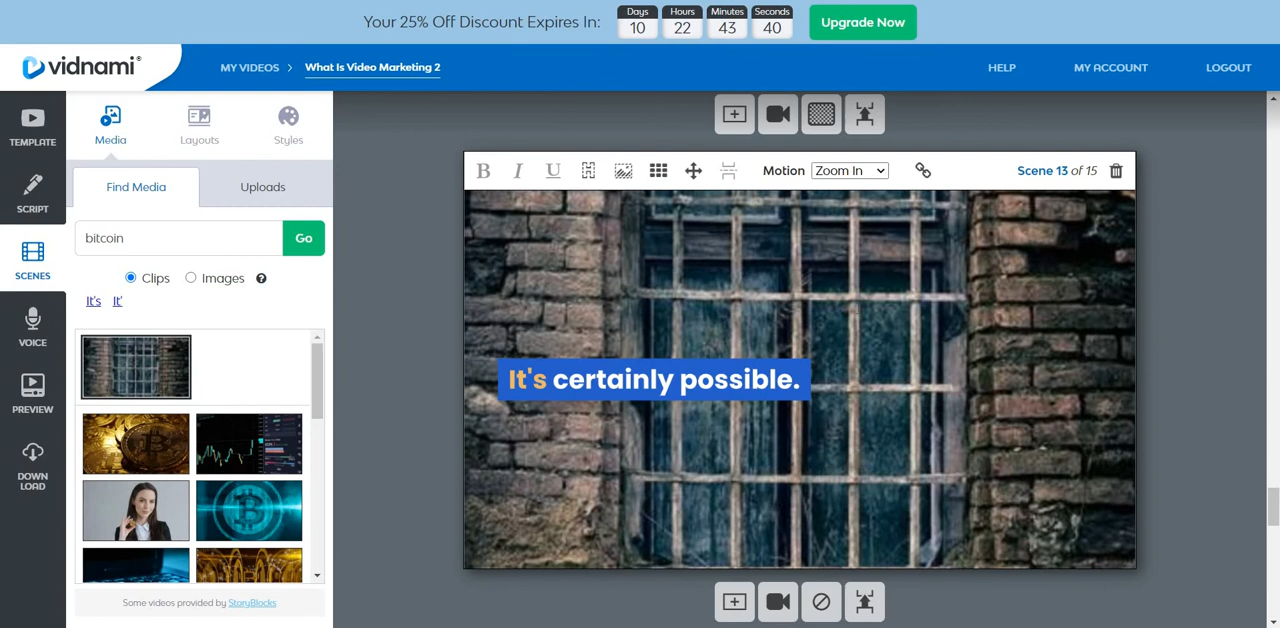 Your 25% Off Discount Expires In:
Days Hours Minutes Seconds
10 22 43 40
Upgrade Now
vidnami®
MY VIDEOS > What Is Video Marketing 2
HELP MY ACCOUNT LOGOUT
TEMPLATE
SCRIPT
SCENES
VOICE
PREVIEW
DOWN
LOAD
Media Layouts Styles
Find Media Uploads
bitcoin Go
Clips Images ?
It's It'
Some videos provided by StoryBlocks
B I U H Motion Zoom In Scene 13 of 15
It's certainly possible.